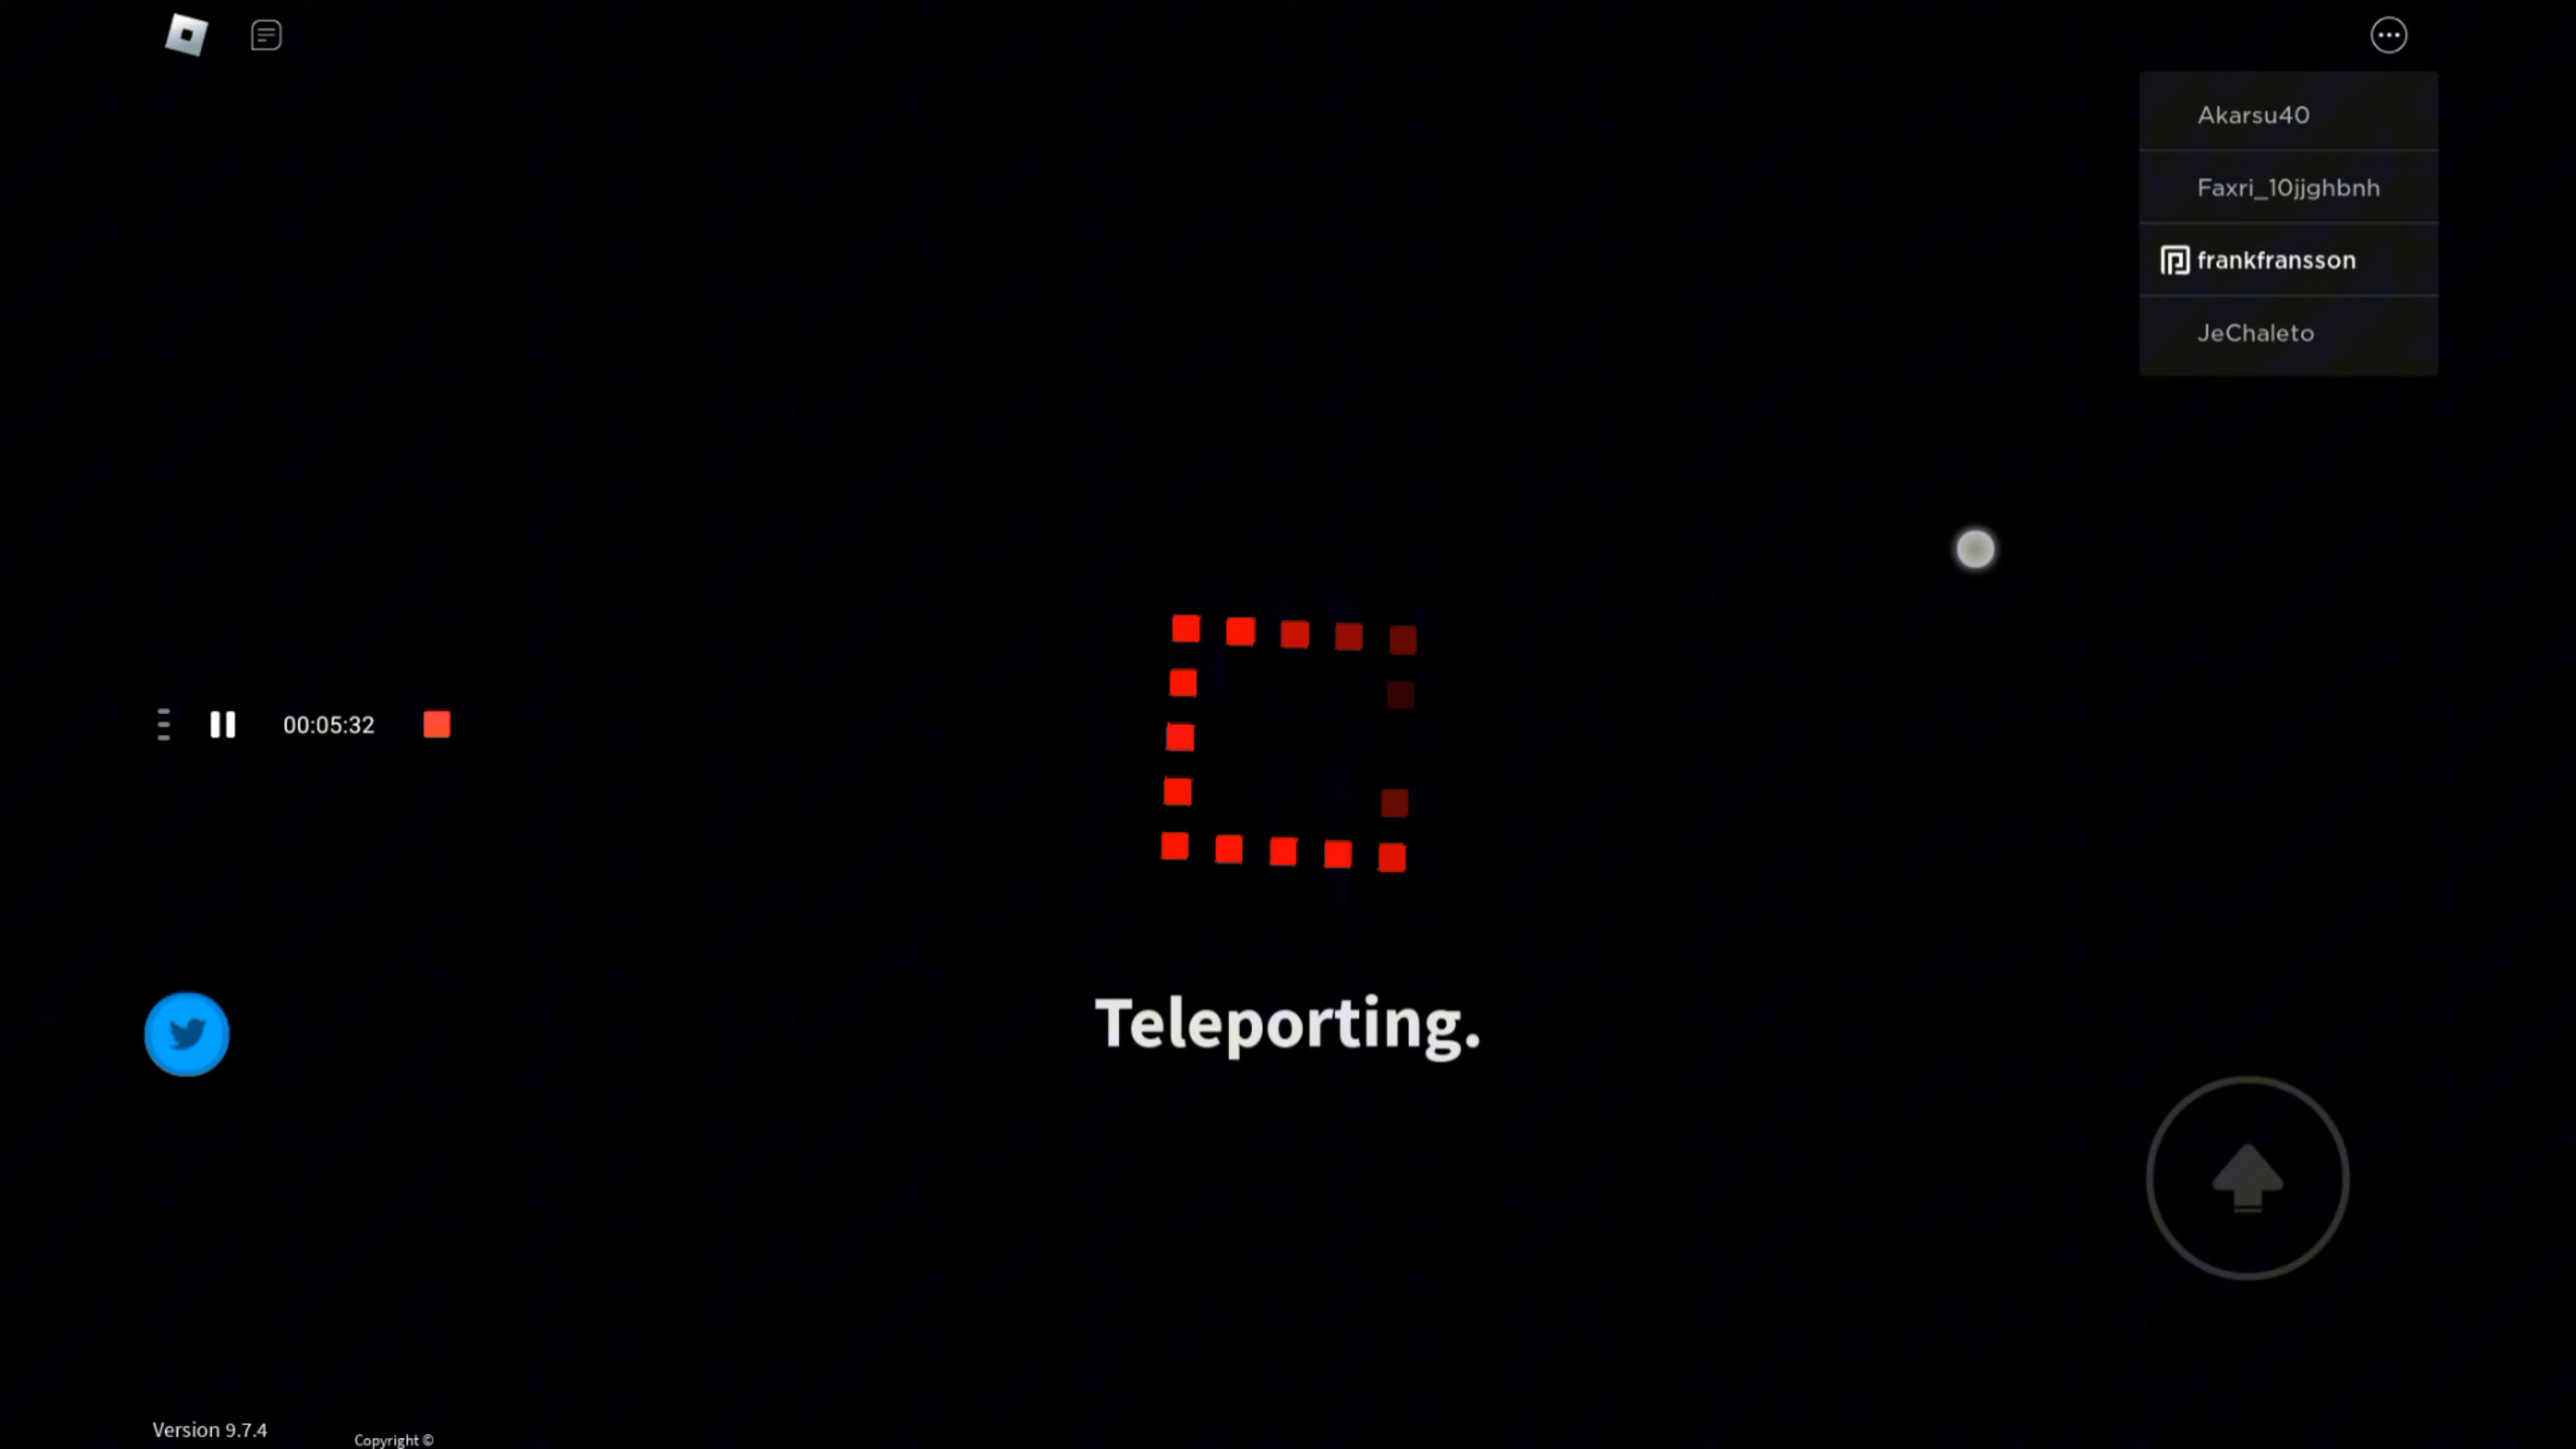 Akarsu40
Faxri_10jjghbnh
frankfransson
JeChaleto
00:05:32
Teleporting.
Version 9.7.4
Copyright ©